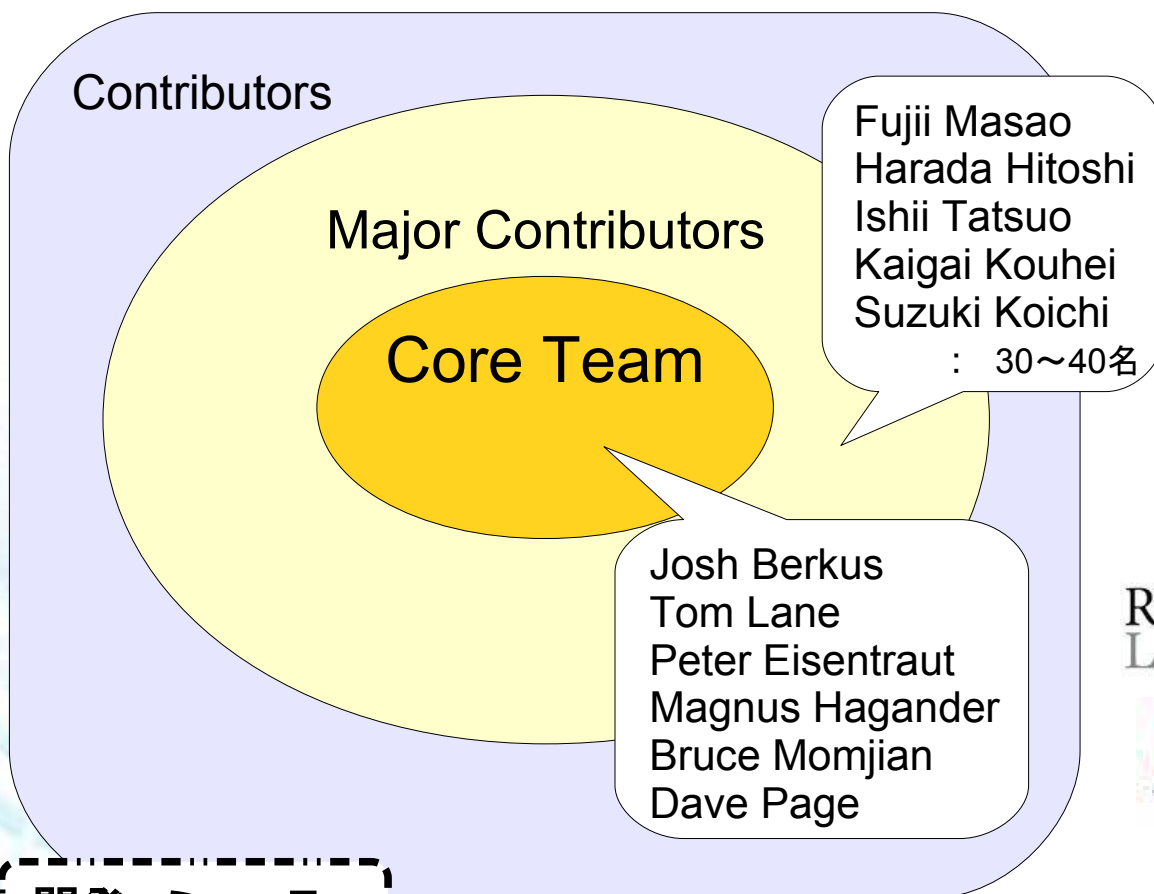 Contributors
Major Contributors
Core Team
Fujii Masao
Harada Hitoshi
Ishii Tatsuo
Kaigai Kouhei
Suzuki Koichi
: 30～40名
Josh Berkus
Tom Lane
Peter Eisentraut
Magnus Hagander
Bruce Momjian
Dave Page
R
L